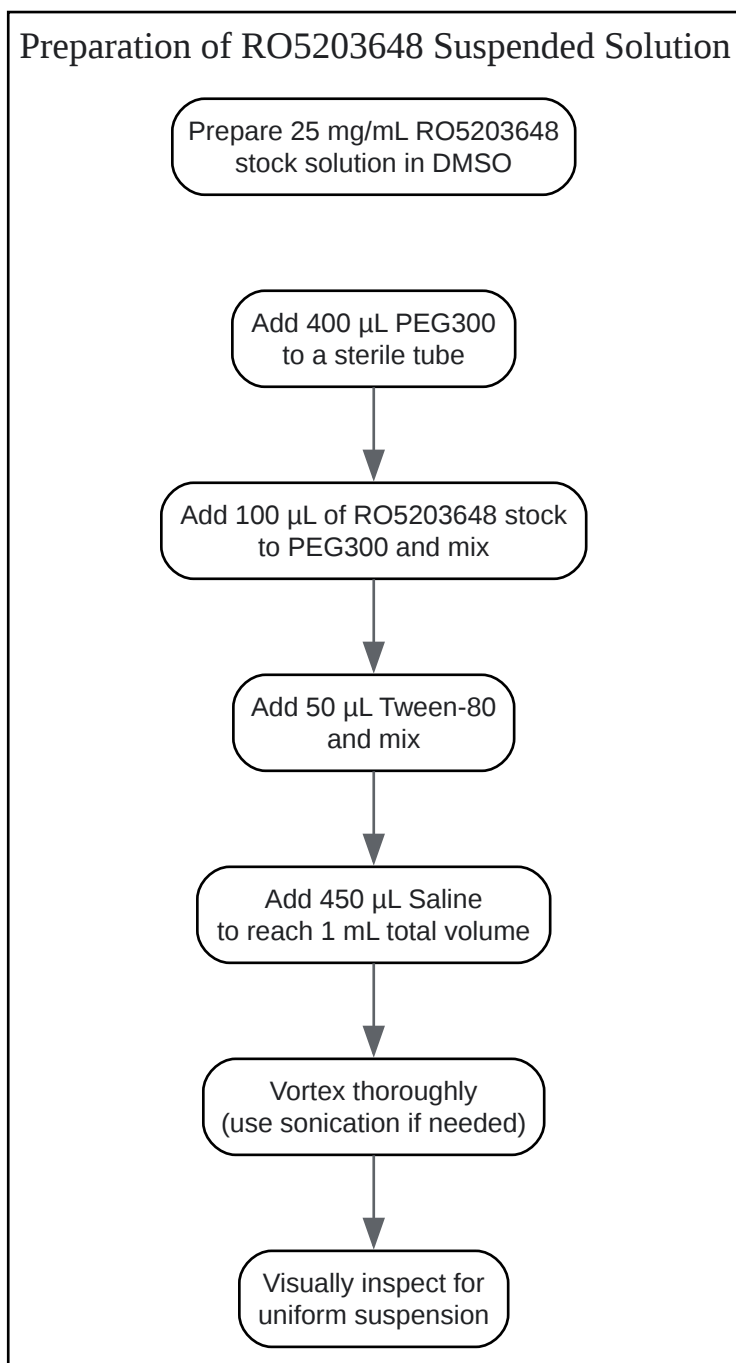 Preparation of RO5203648 Suspended Solution
Prepare 25 mg/mL RO5203648
stock solution in DMSO
Add 400 µL PEG300
to a sterile tube
Add 100 µL of RO5203648 stock
to PEG300 and mix
Add 50 µL Tween-80
and mix
Add 450 µL Saline
to reach 1 mL total volume
Vortex thoroughly
(use sonication if needed)
Visually inspect for
uniform suspension